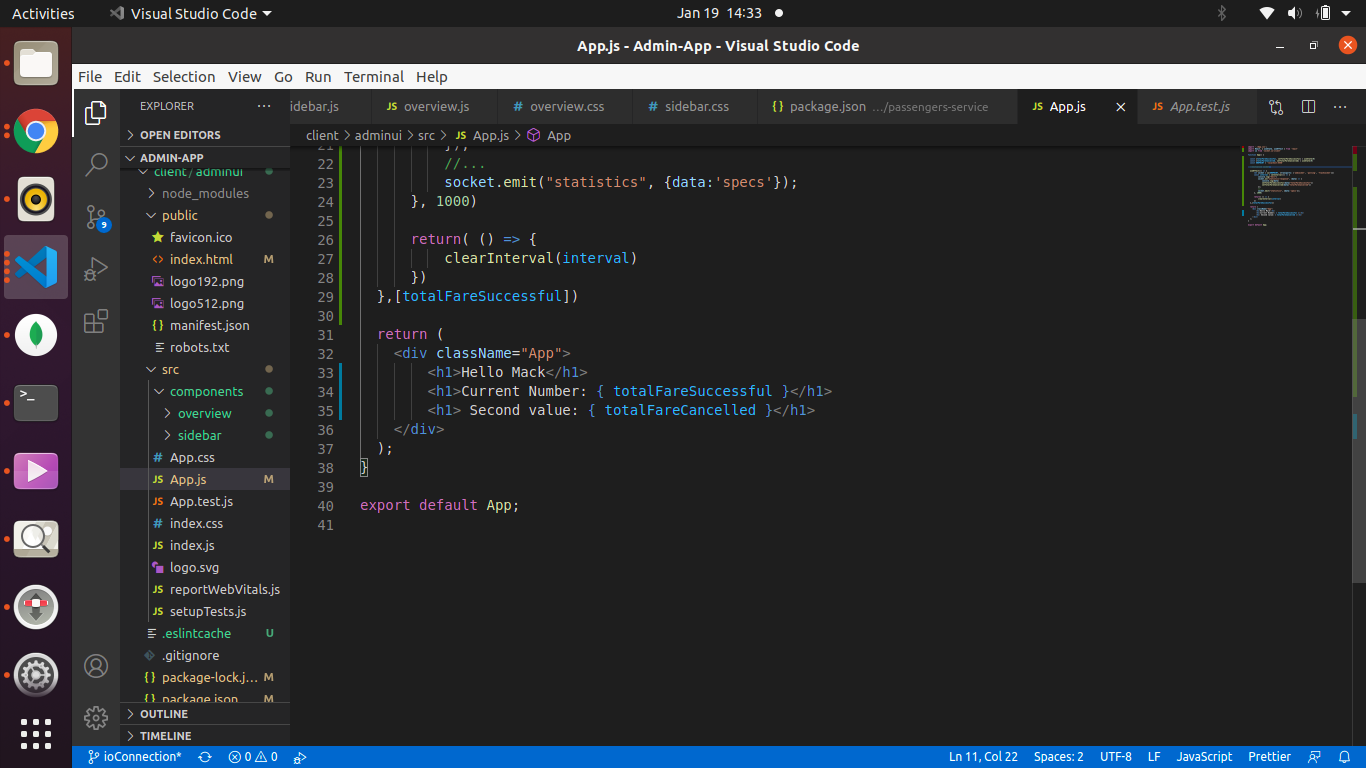 Activities
Visual Studio Code
Jan 19 14:33
App.js - Admin-App - Visual Studio Code
File Edit Selection View Go Run Terminal Help
EXPLORER
idebar.js
JS overview.js
# overview.css
# sidebar.css
{} package.json .../passengers-service
JS App.js
JS App.test.js
OPEN EDITORS
client > adminui > src > JS App.js > App
ADMIN-APP
client / adminui
node_modules
public
favicon.ico
<> index.html M
logo192.png
logo512.png
{} manifest.json
robots.txt
src
components
overview
sidebar
# App.css
JS App.js M
JS App.test.js
# index.css
JS index.js
logo.svg
JS reportWebVitals.js
JS setupTests.js
.eslintcache U
.gitignore
{} package-lock.j... M
{} package.json M
OUTLINE
TIMELINE
9
>_
21 });
22 //...
23 socket.emit("statistics", {data:'specs'});
24 }, 1000)
25
26 return( () => {
27 clearInterval(interval)
28 })
29 },[totalFareSuccessful])
30
31 return (
32 <div className="App">
33 <h1>Hello Mack</h1>
34 <h1>Current Number: { totalFareSuccessful }</h1>
35 <h1> Second value: { totalFareCancelled }</h1>
36 </div>
37 );
38 }
39
40 export default App;
41
ioConnection* 0 0 Ln 11, Col 22 Spaces: 2 UTF-8 LF JavaScript Prettier